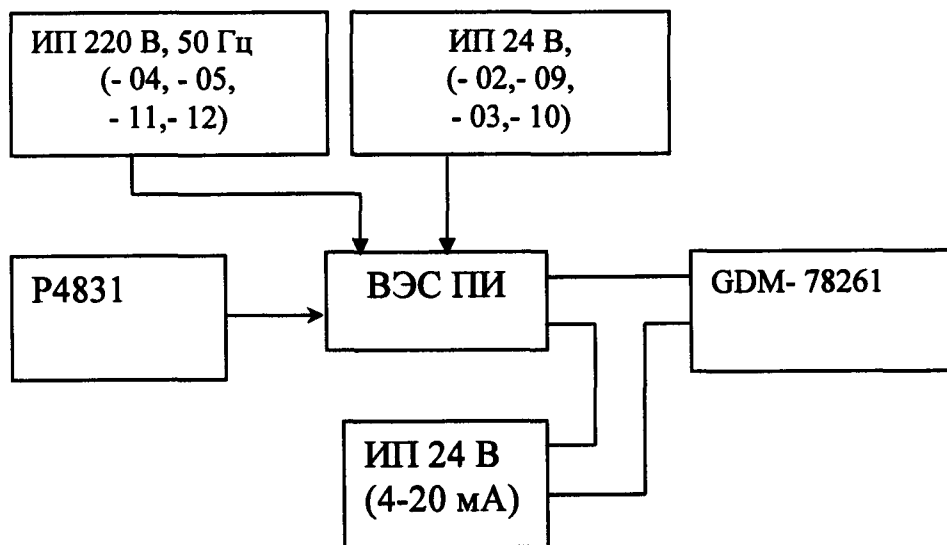 ИП 220 В, 50 Гц
(- 04, - 05,
- 11,- 12)
ИП 24 В,
(- 02,- 09,
- 03,- 10)
Р4831
ВЭС ПИ
GDM- 78261
ИП 24 В
(4-20 мА)